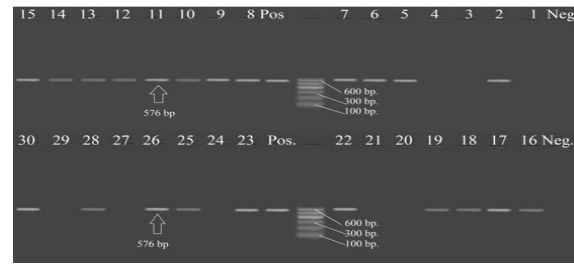 15 14 13 12 11 10 9 8 Pos 7 6 5 4 3 2 1 Neg
600 bp.
300 bp.
100 bp.
576 bp
30 29 28 27 26 25 24 23 Pos. 22 21 20 19 18 17 16 Neg.
600 bp.
300 bp.
100 bp.
576 bp